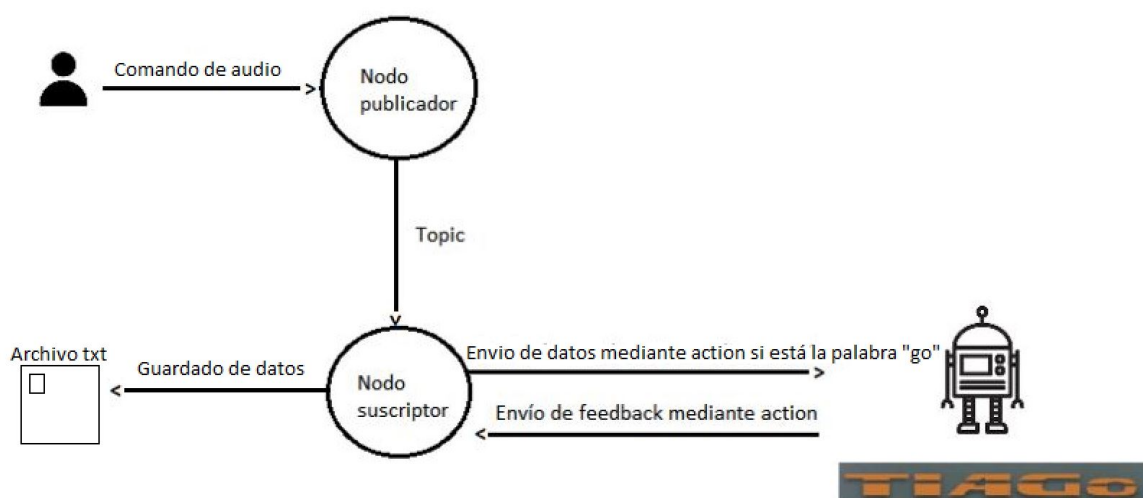 Comando de audio
Nodo
publicador
Topic
Archivo txt
Guardado de datos
Nodo
suscriptor
Envio de datos mediante action si está la palabra "go"
Envío de feedback mediante action
TIAGo